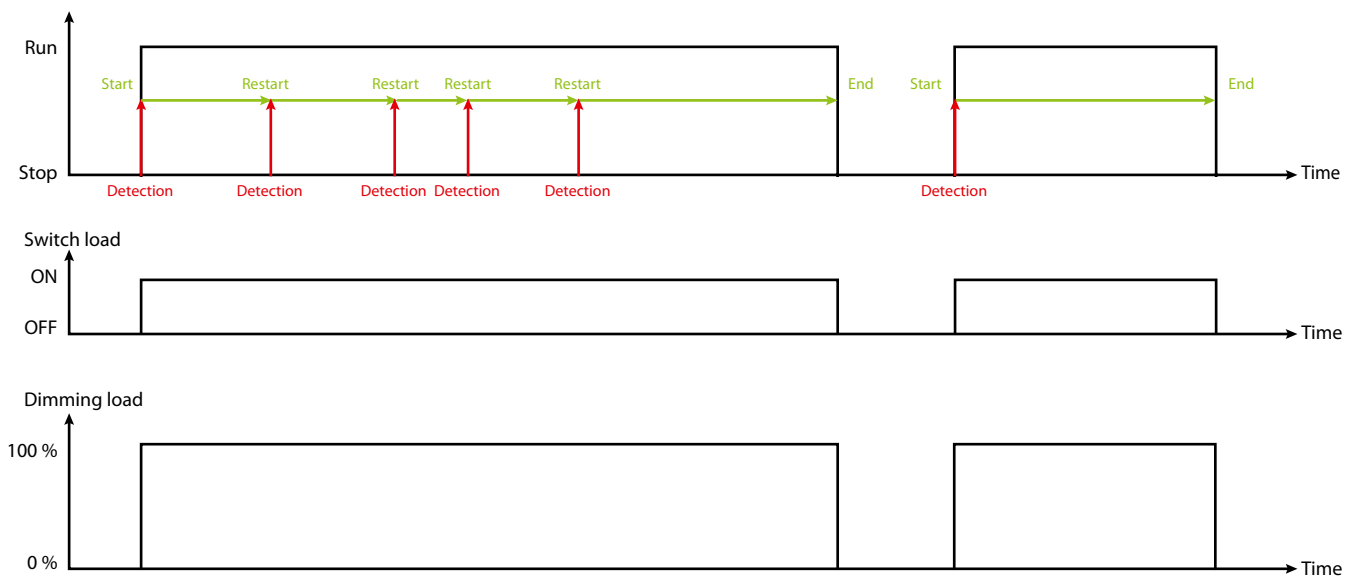 Run
Start Restart Restart Restart Restart End Start End
Stop Time
Detection Detection Detection Detection Detection Detection
Switch load
ON
OFF Time
Dimming load
100 %
0 % Time